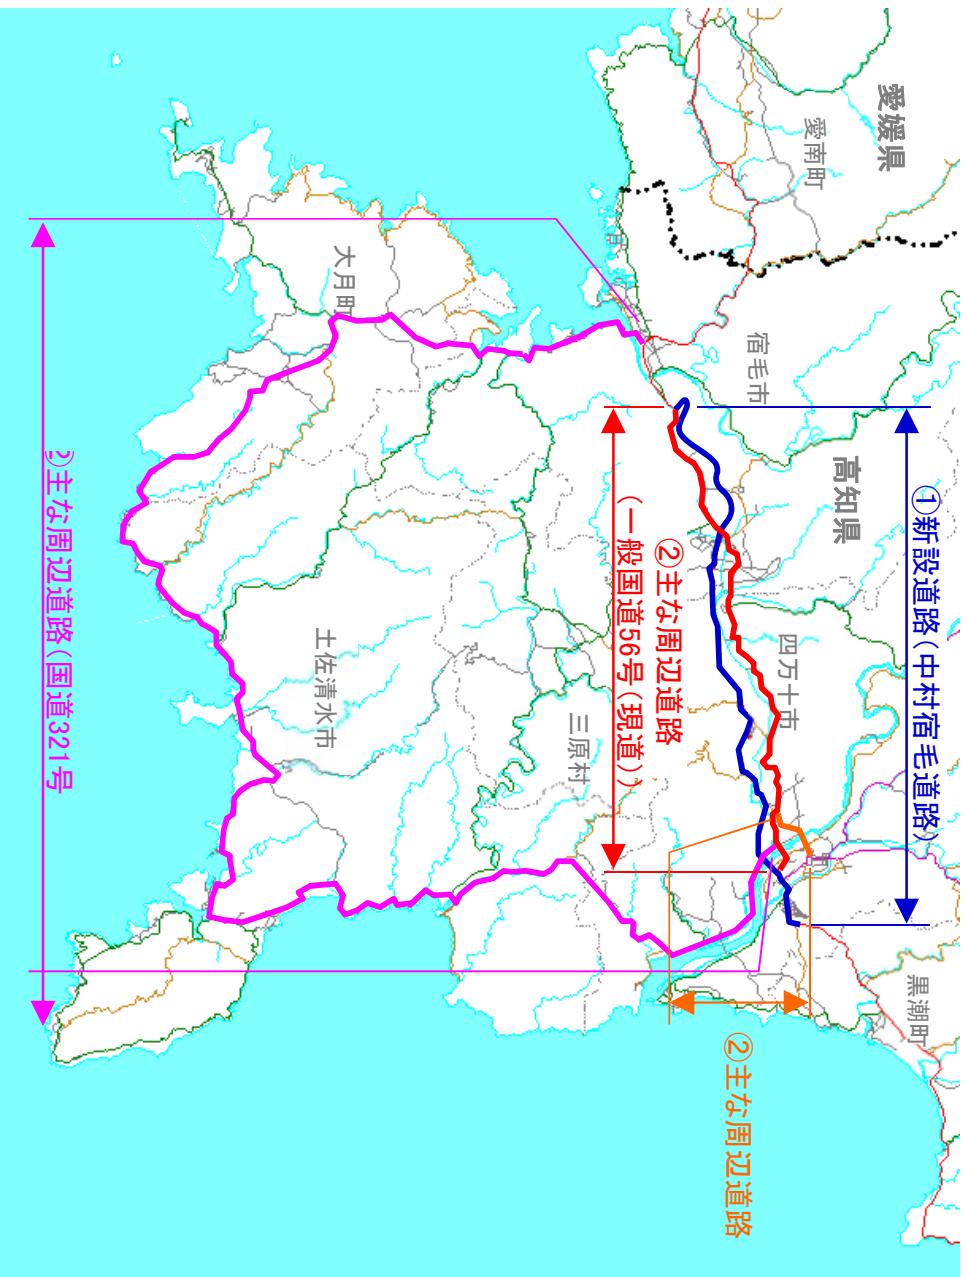 愛媛県
愛南町
宿毛市
大月町
高知県
①新設道路(中村宿毛道路)
②主な周辺道路
(一般国道56号(現道))
四万十市
三原村
土佐清水市
②主な周辺道路(国道321号
黒潮町
②主な周辺道路